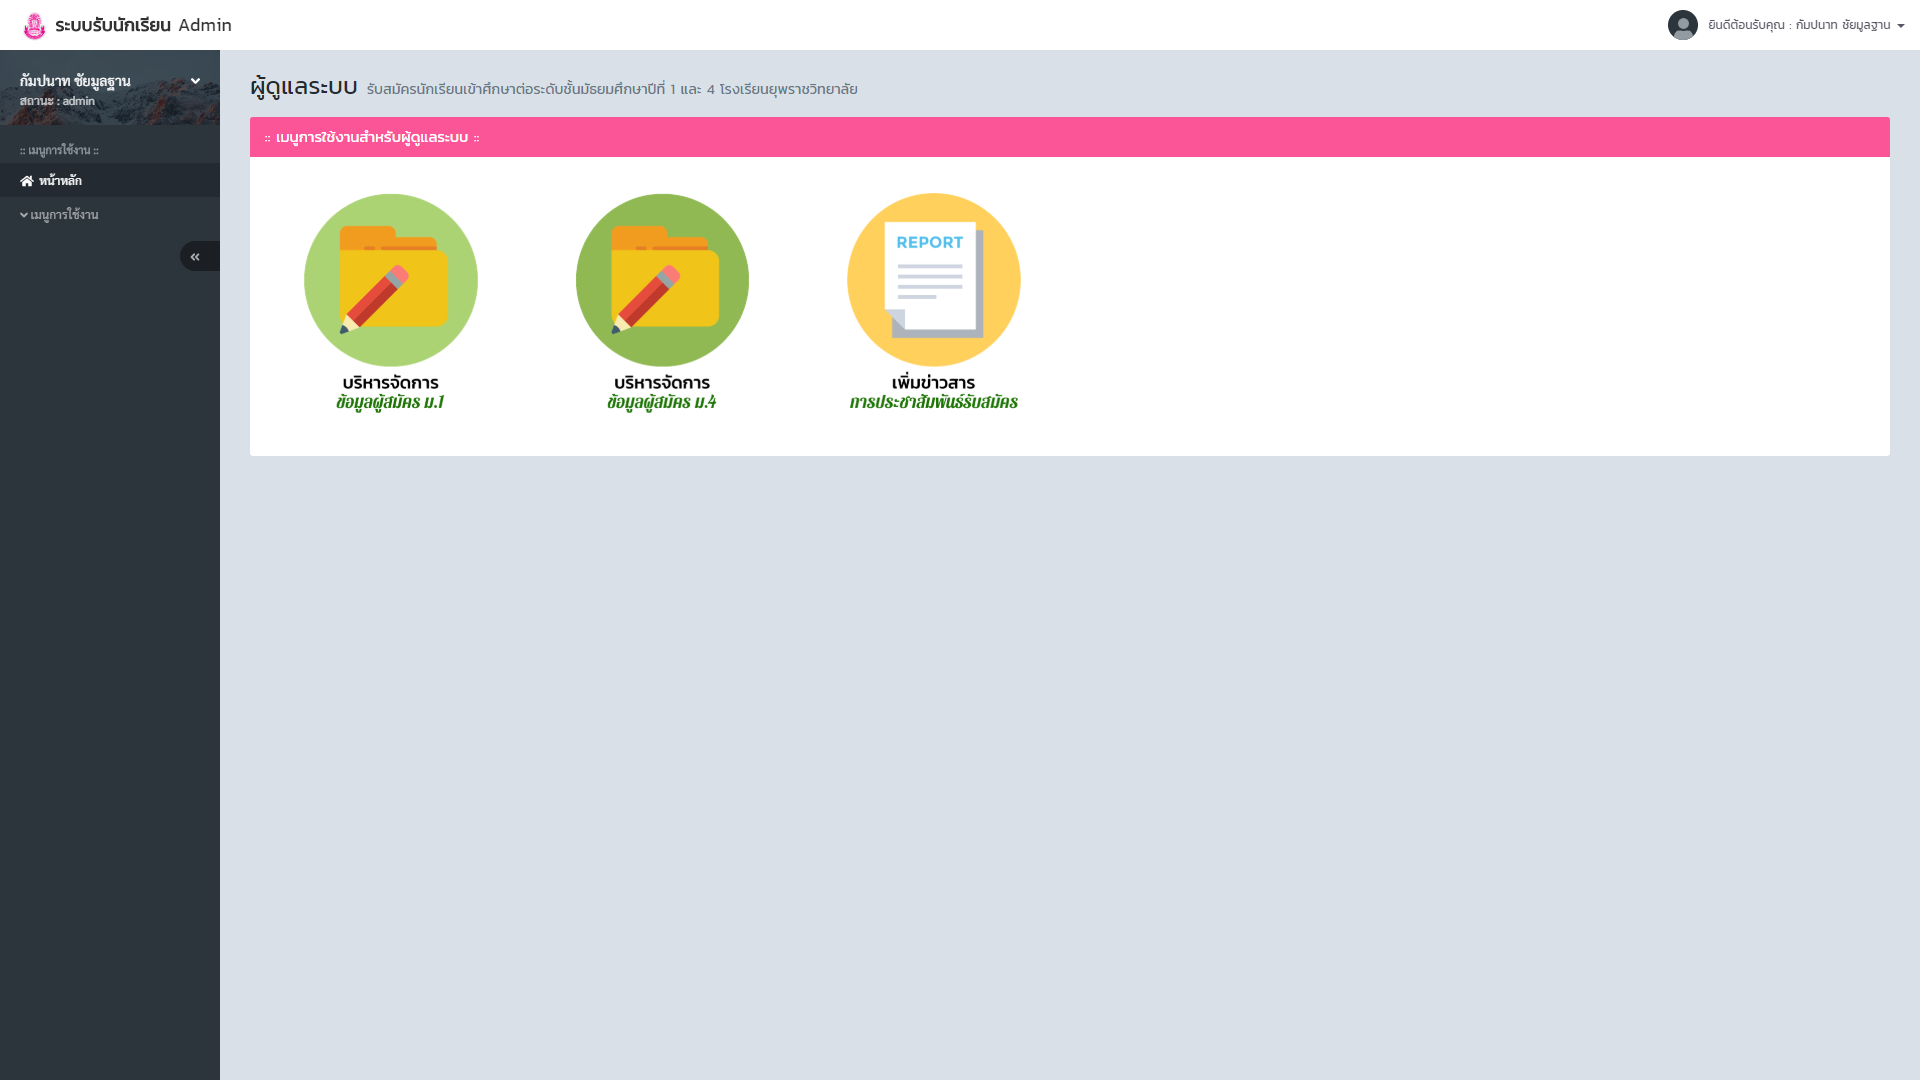 ระบบรับนักเรียน Admin
ยินดีต้อนรับคุณ : กัมปนาท ชัยมูลฐาน
กัมปนาท ชัยมูลฐาน
สถานะ : admin
:: เมนูการใช้งาน ::
หน้าหลัก
เมนูการใช้งาน
ผู้ดูแลระบบ รับสมัครนักเรียนเข้าศึกษาต่อระดับชั้นมัธยมศึกษาปีที่ 1 และ 4 โรงเรียนยุพราชวิทยาลัย
:: เมนูการใช้งานสำหรับผู้ดูแลระบบ ::
บริหารจัดการ
ข้อมูลผู้สมัคร ม.1
บริหารจัดการ
ข้อมูลผู้สมัคร ม.4
REPORT
เพิ่มข่าวสาร
การประชาสัมพันธ์รับสมัคร